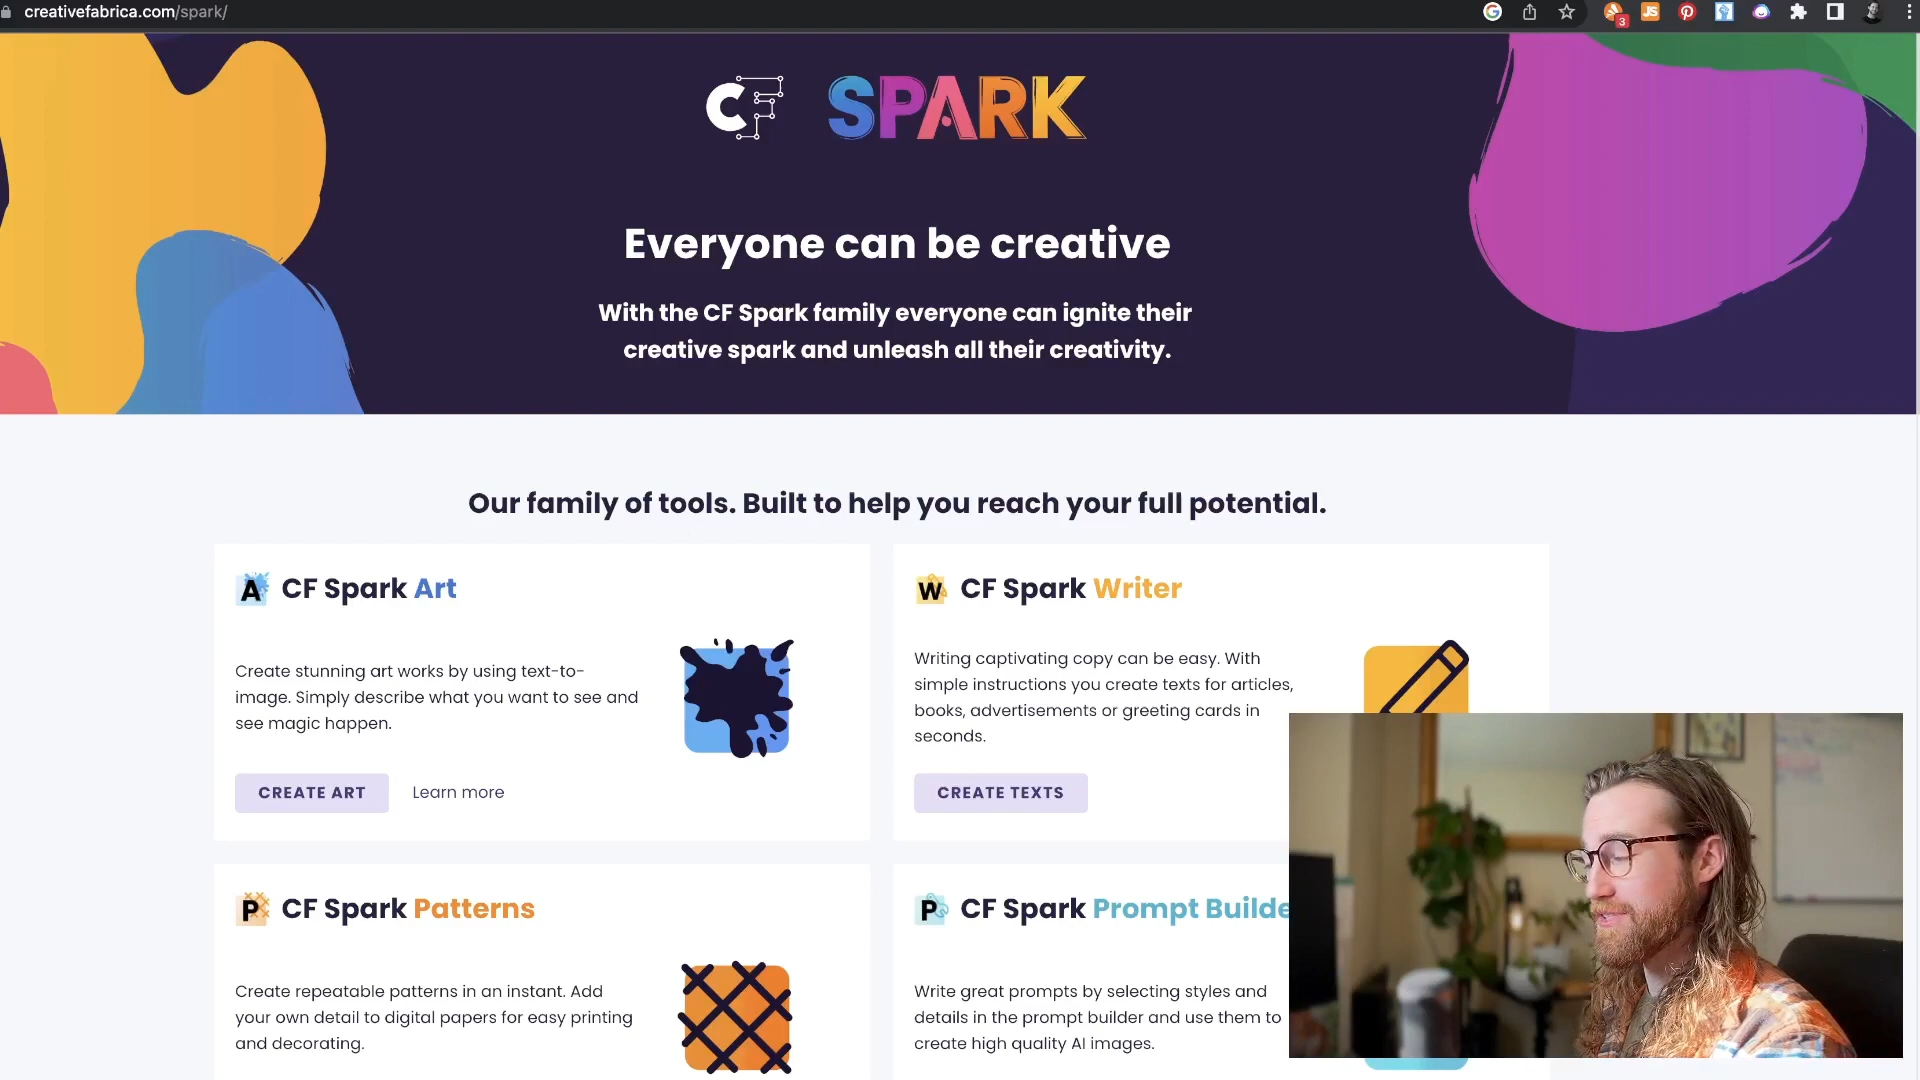 creativefabrica.com/spark/
3
JS
CF SPARK
Everyone can be creative
With the CF Spark family everyone can ignite their
creative spark and unleash all their creativity.
Our family of tools. Built to help you reach your full potential.
A CF Spark Art
Create stunning art works by using text-to-
image. Simply describe what you want to see and
see magic happen.
CREATE ART Learn more
W CF Spark Writer
Writing captivating copy can be easy. With
simple instructions you create texts for articles,
books, advertisements or greeting cards in
seconds.
CREATE TEXTS
P CF Spark Patterns
Create repeatable patterns in an instant. Add
your own detail to digital papers for easy printing
and decorating.
P CF Spark Prompt Builde
Write great prompts by selecting styles and
details in the prompt builder and use them to
create high quality AI images.